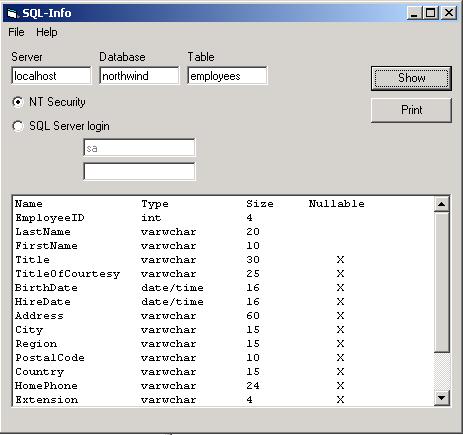 SQL-Info
File Help
Server Database Table
localhost northwind employees
Show
NT Security
Print
SQL Server login
sa
Name Type Size Nullable
EmployeeID int 4
LastName varwchar 20
FirstName varwchar 10
Title varwchar 30 X
TitleOfCourtesy varwchar 25 X
BirthDate date/time 16 X
HireDate date/time 16 X
Address varwchar 60 X
City varwchar 15 X
Region varwchar 15 X
PostalCode varwchar 10 X
Country varwchar 15 X
HomePhone varwchar 24 X
Extension varwchar 4 X